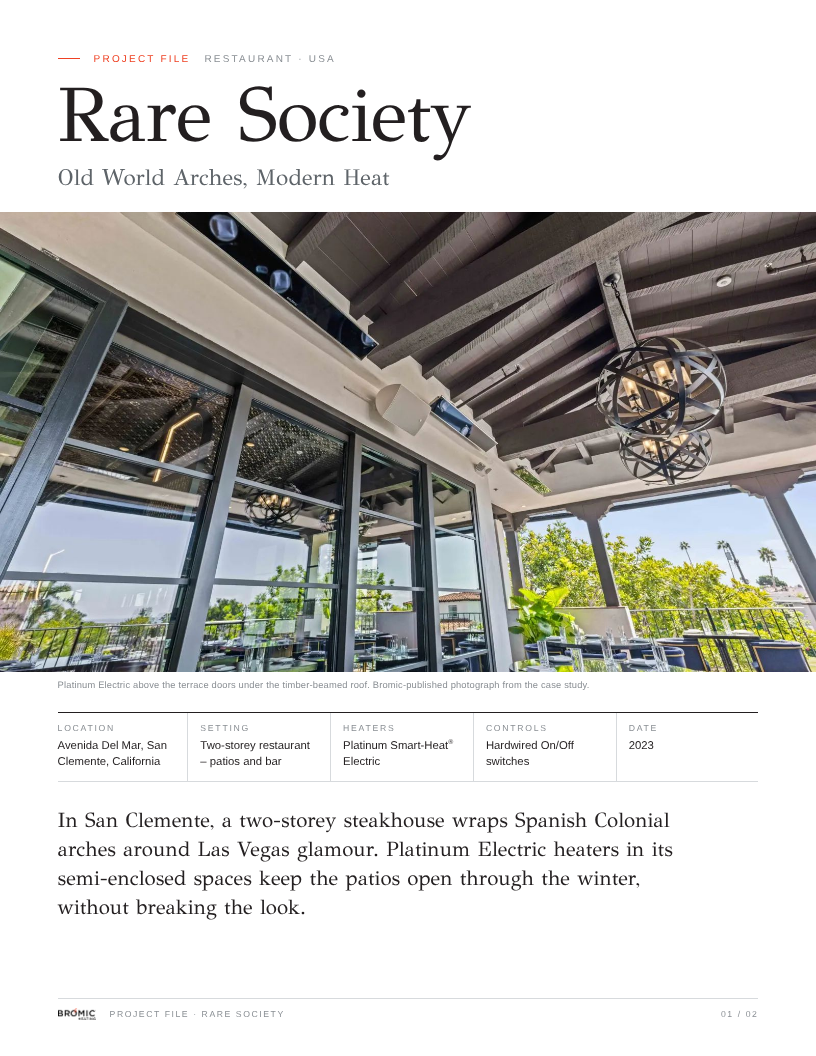 PROJECT FILE RESTAURANT · USA
Rare Society
Old World Arches, Modern Heat
Platinum Electric above the terrace doors under the timber-beamed roof. Bromic-published photograph from the case study.
LOCATION
Avenida Del Mar, San
Clemente, California
SETTING
Two-storey restaurant
– patios and bar
HEATERS
Platinum Smart-Heat®
Electric
CONTROLS
Hardwired On/Off
switches
DATE
2023
In San Clemente, a two-storey steakhouse wraps Spanish Colonial
arches around Las Vegas glamour. Platinum Electric heaters in its
semi-enclosed spaces keep the patios open through the winter,
without breaking the look.
BROMIC
HEATING
PROJECT FILE · RARE SOCIETY
01 / 02